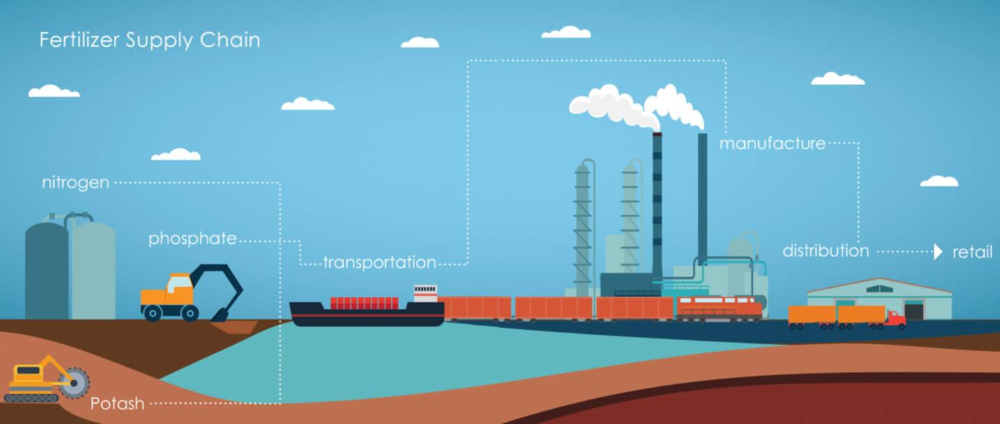 Fertilizer Supply Chain
nitrogen
phosphate
Potash
transportation
manufacture
distribution
retail